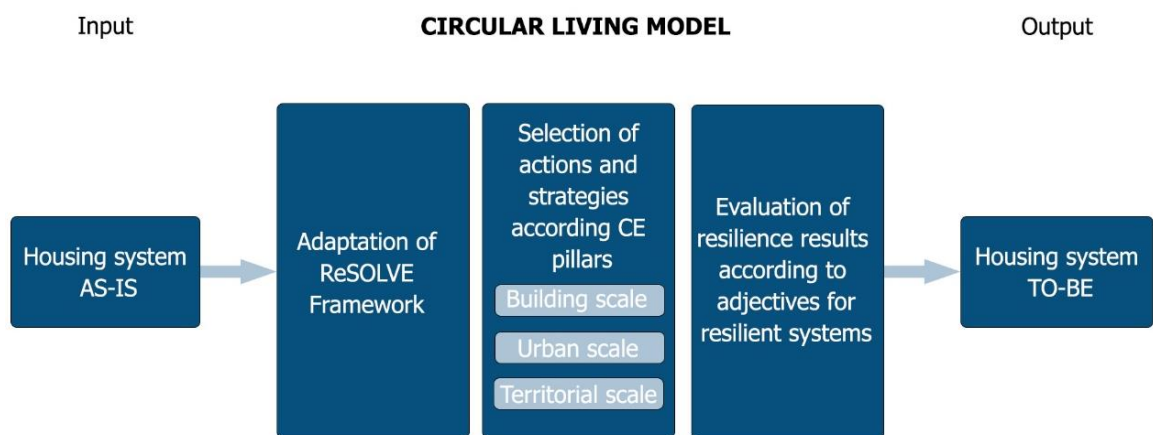 Input
CIRCULAR LIVING MODEL
Output
Housing system
AS-IS
Adaptation of
ReSOLVE
Framework
Selection of
actions and
strategies
according CE
pillars
Building scale
Urban scale
Territorial scale
Evaluation of
resilience results
according to
adjectives for
resilient systems
Housing system
TO-BE